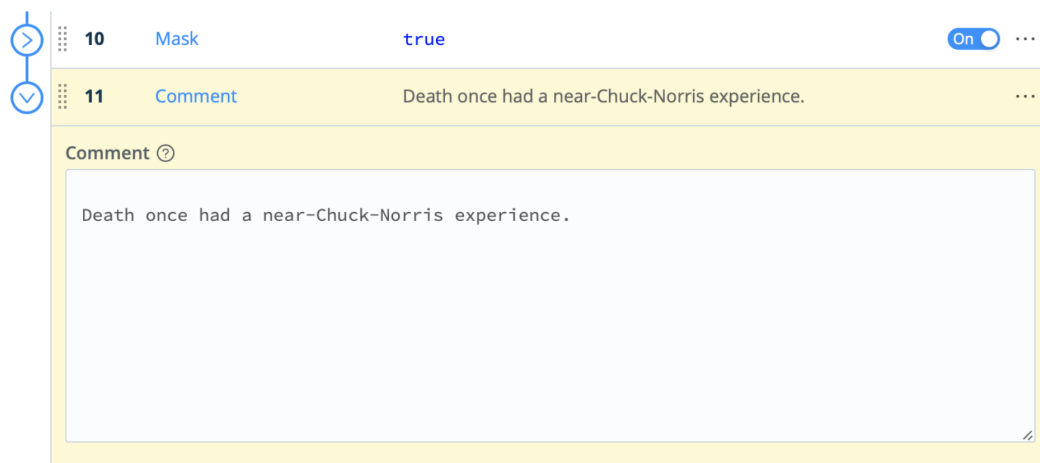 10 Mask true On ...
11 Comment Death once had a near-Chuck-Norris experience. ...
Comment ?
Death once had a near-Chuck-Norris experience.